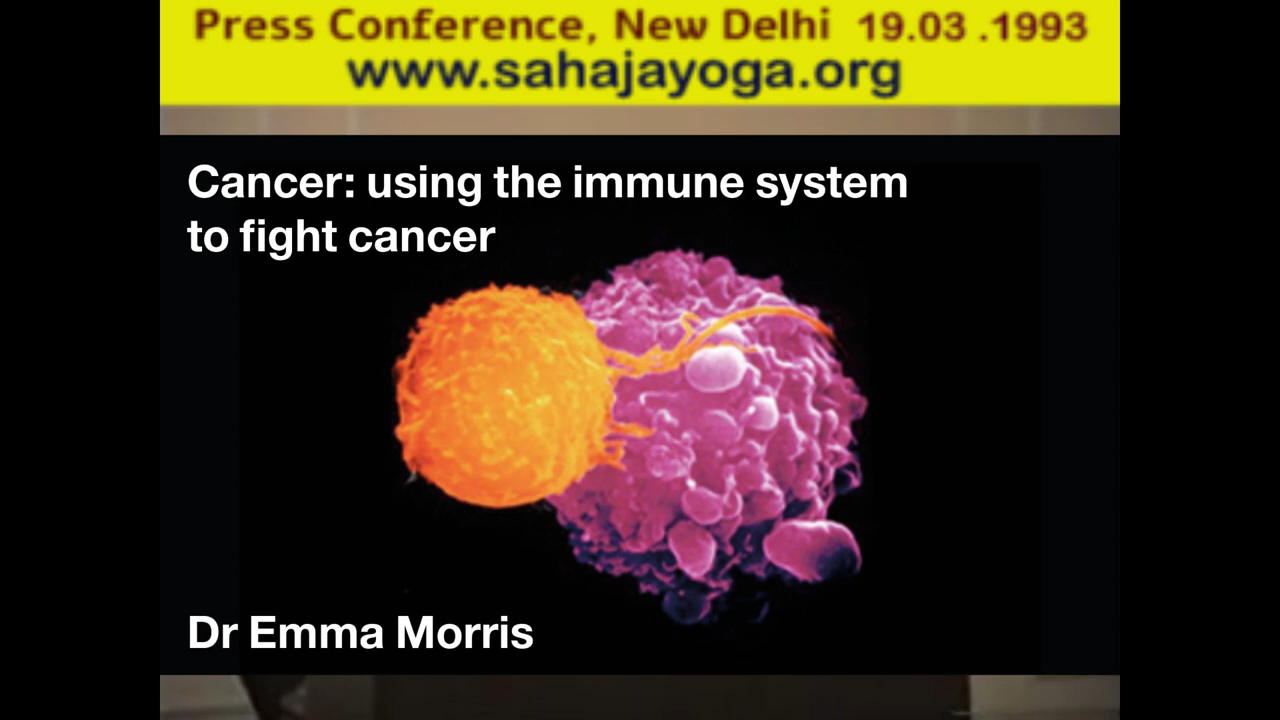 Press Conference, New Delhi 19.03 .1993
www.sahajayoga.org
Cancer: using the immune system
to fight cancer
Dr Emma Morris